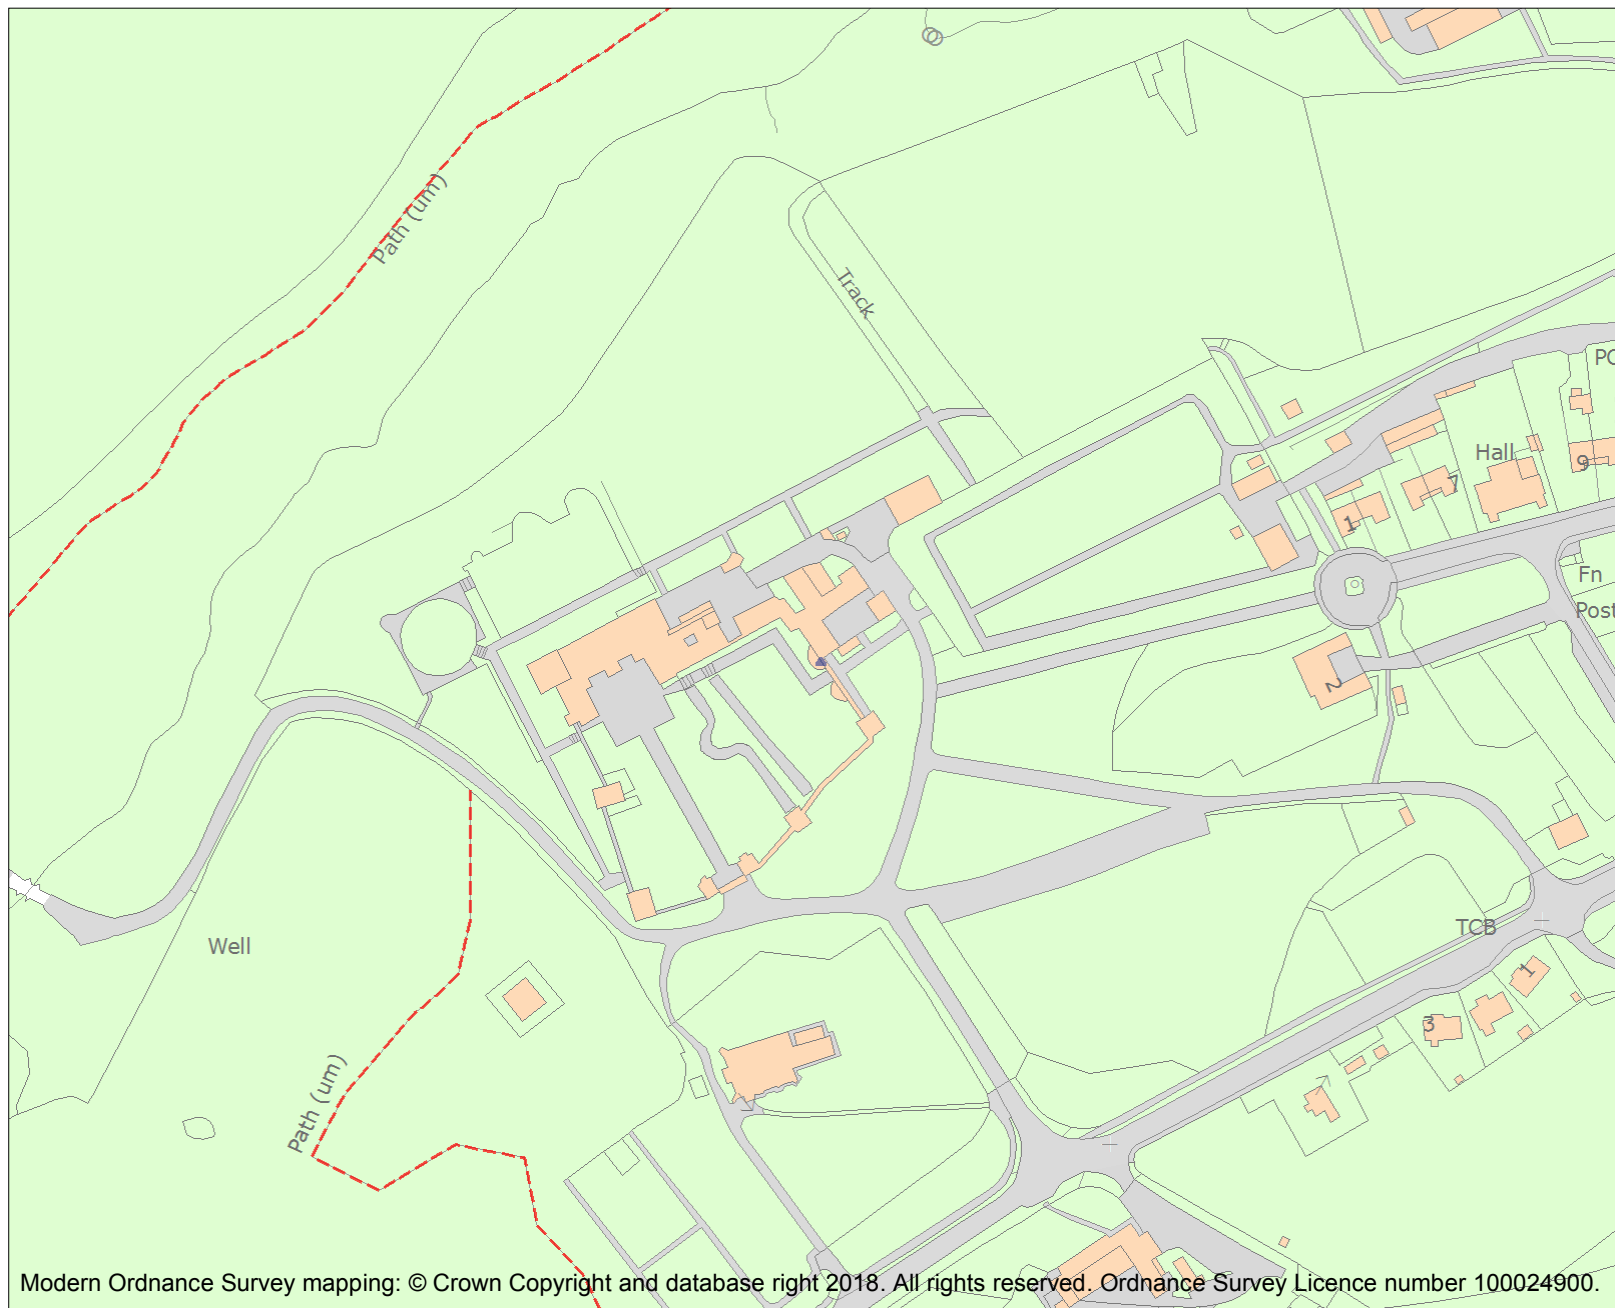 Path (um)
Track
PO
Hall
9
7
1
Fn
Post
2
TCB
Well
1
3
Path (um)
Modern Ordnance Survey mapping: © Crown Copyright and database right 2018. All rights reserved. Ordnance Survey Licence number 100024900.